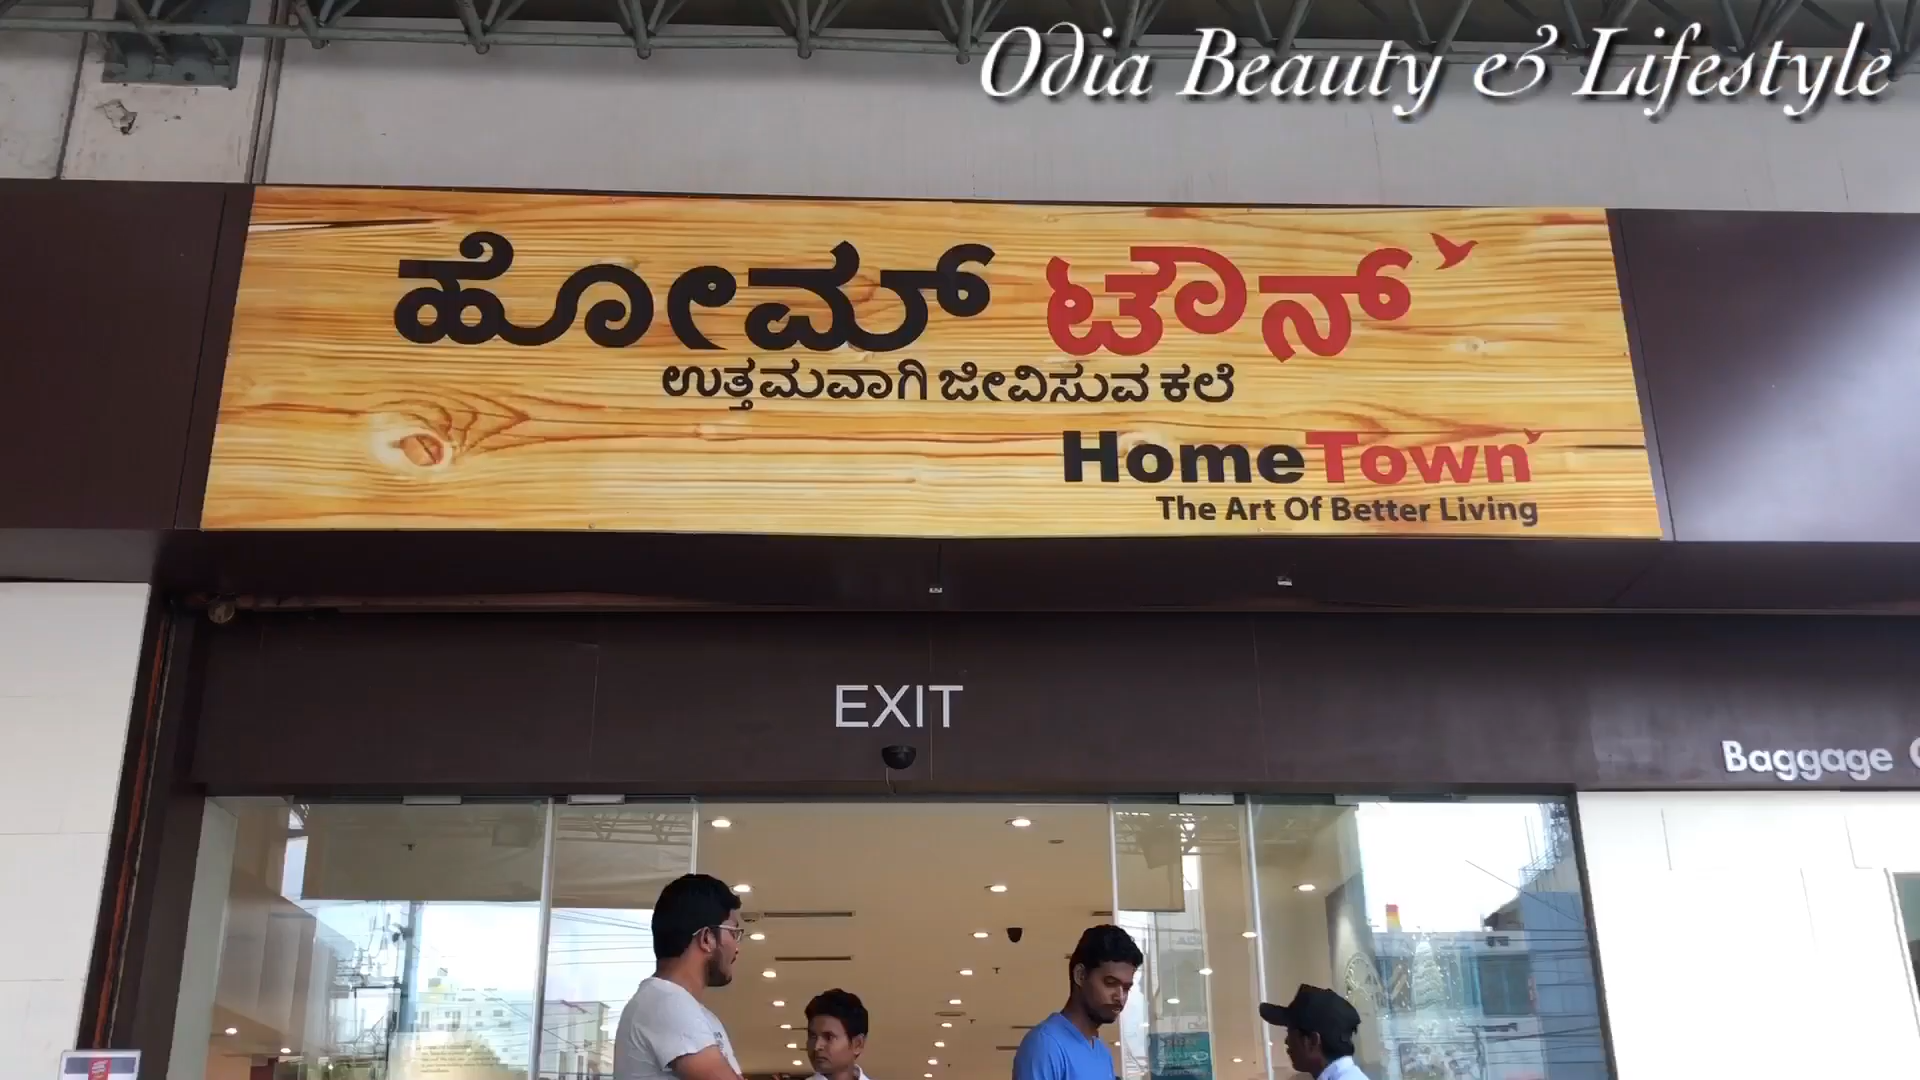 Odia Beauty & Lifestyle
ಹೋಮ್ ಟೌನ್
ಉತ್ತಮವಾಗಿ ಜೀವಿಸುವ ಕಲೆ
HomeTown
The Art Of Better Living
EXIT
Baggage